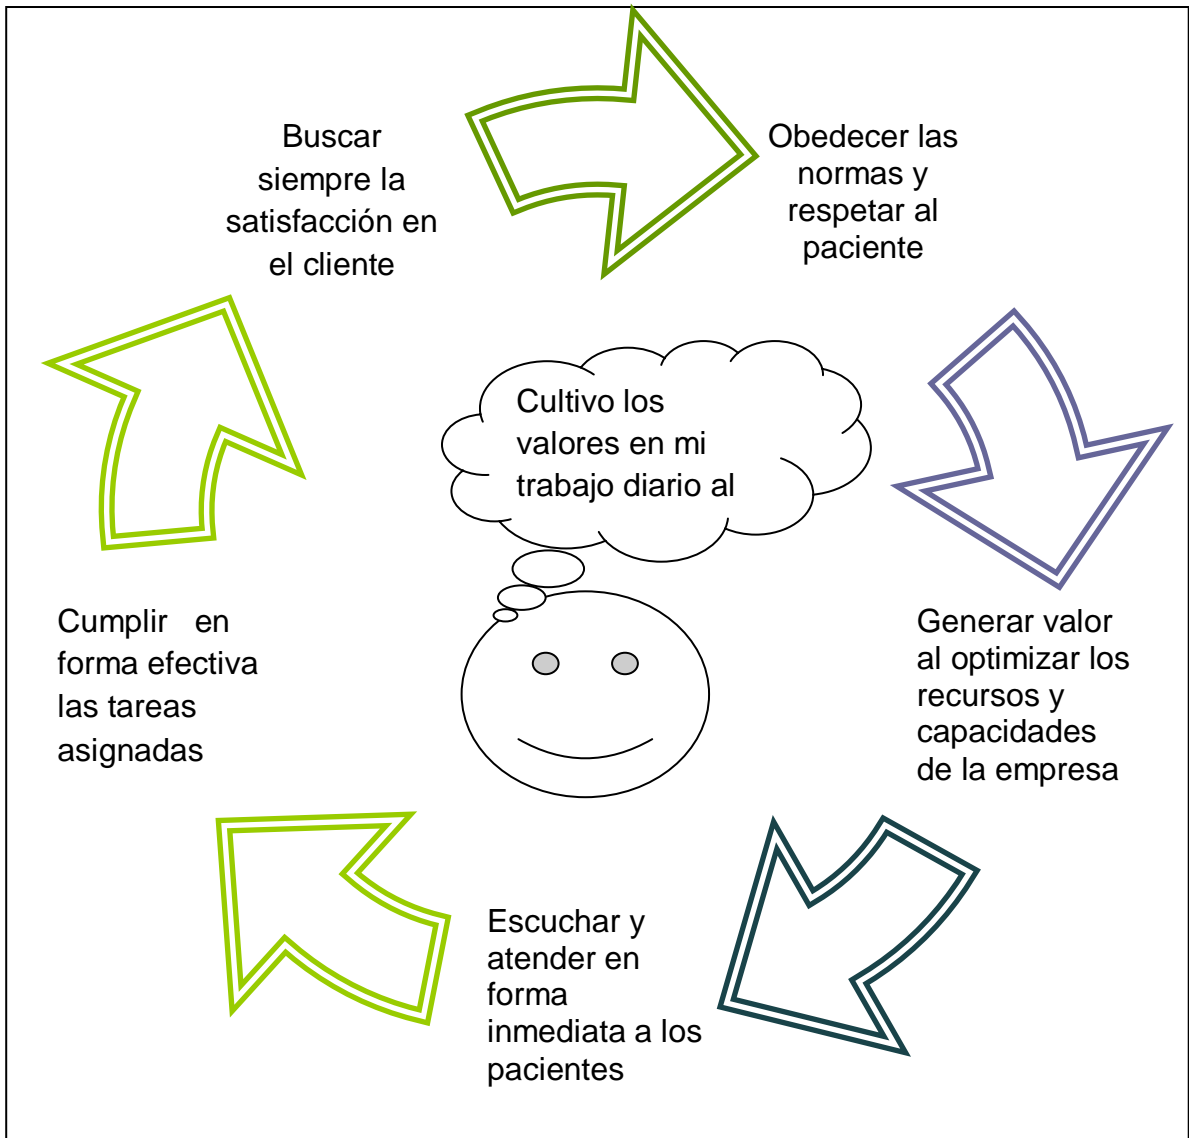 Buscar
siempre la
satisfacción en
el cliente
Obedecer las
normas y
respetar al
paciente
Cultivo los
valores en mi
trabajo diario al
Cumplir en
forma efectiva
las tareas
asignadas
Generar valor
al optimizar los
recursos y
capacidades
de la empresa
Escuchar y
atender en
forma
inmediata a los
pacientes